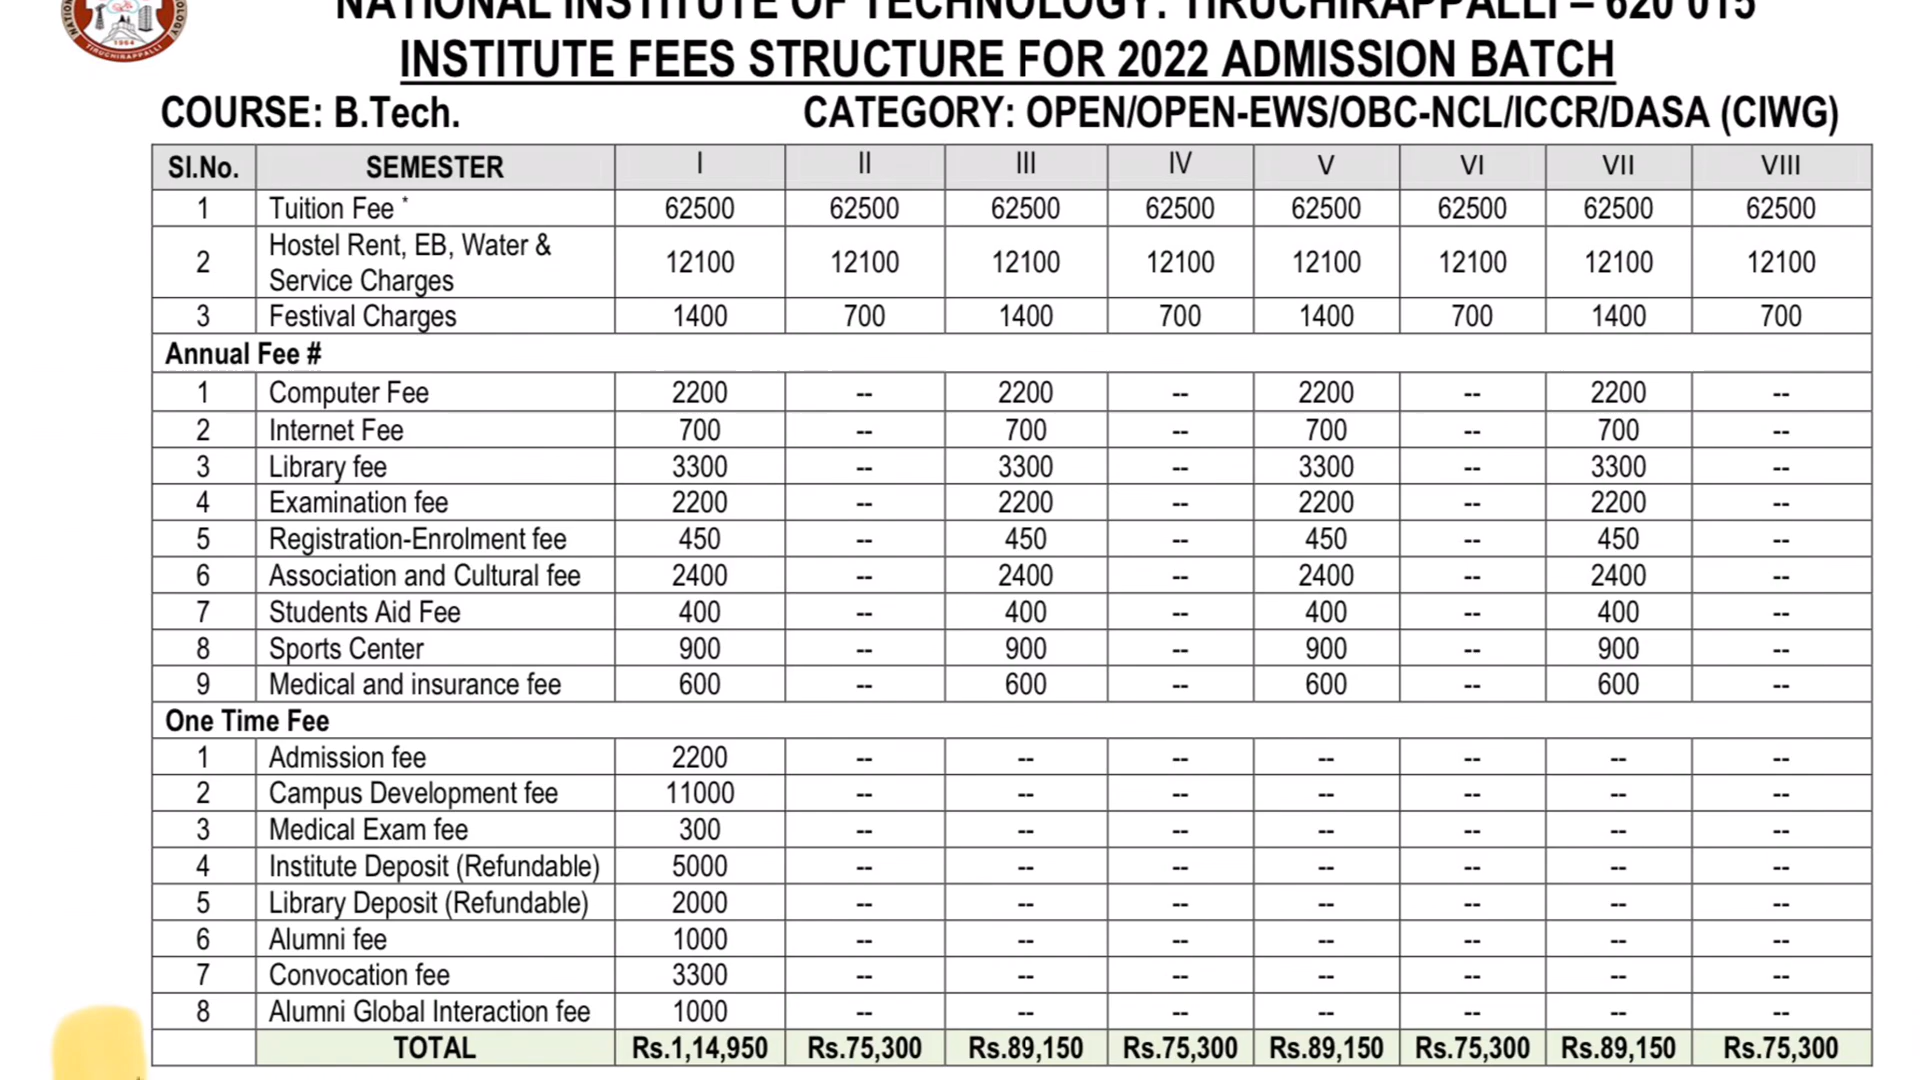 NATIONAL INSTITUTE OF TECHNOLOGY: TIRUCHIRAPPALLI – 620 015
INSTITUTE FEES STRUCTURE FOR 2022 ADMISSION BATCH
COURSE: B.Tech. CATEGORY: OPEN/OPEN-EWS/OBC-NCL/ICCR/DASA (CIWG)
Sl.No. SEMESTER I II III IV V VI VII VIII
1 Tuition Fee * 62500 62500 62500 62500 62500 62500 62500 62500
2 Hostel Rent, EB, Water &
Service Charges 12100 12100 12100 12100 12100 12100 12100 12100
3 Festival Charges 1400 700 1400 700 1400 700 1400 700
Annual Fee #
1 Computer Fee 2200 -- 2200 -- 2200 -- 2200 --
2 Internet Fee 700 -- 700 -- 700 -- 700 --
3 Library fee 3300 -- 3300 -- 3300 -- 3300 --
4 Examination fee 2200 -- 2200 -- 2200 -- 2200 --
5 Registration-Enrolment fee 450 -- 450 -- 450 -- 450 --
6 Association and Cultural fee 2400 -- 2400 -- 2400 -- 2400 --
7 Students Aid Fee 400 -- 400 -- 400 -- 400 --
8 Sports Center 900 -- 900 -- 900 -- 900 --
9 Medical and insurance fee 600 -- 600 -- 600 -- 600 --
One Time Fee
1 Admission fee 2200 -- -- -- -- -- -- --
2 Campus Development fee 11000 -- -- -- -- -- -- --
3 Medical Exam fee 300 -- -- -- -- -- -- --
4 Institute Deposit (Refundable) 5000 -- -- -- -- -- -- --
5 Library Deposit (Refundable) 2000 -- -- -- -- -- -- --
6 Alumni fee 1000 -- -- -- -- -- -- --
7 Convocation fee 3300 -- -- -- -- -- -- --
8 Alumni Global Interaction fee 1000 -- -- -- -- -- -- --
TOTAL Rs.1,14,950 Rs.75,300 Rs.89,150 Rs.75,300 Rs.89,150 Rs.75,300 Rs.89,150 Rs.75,300